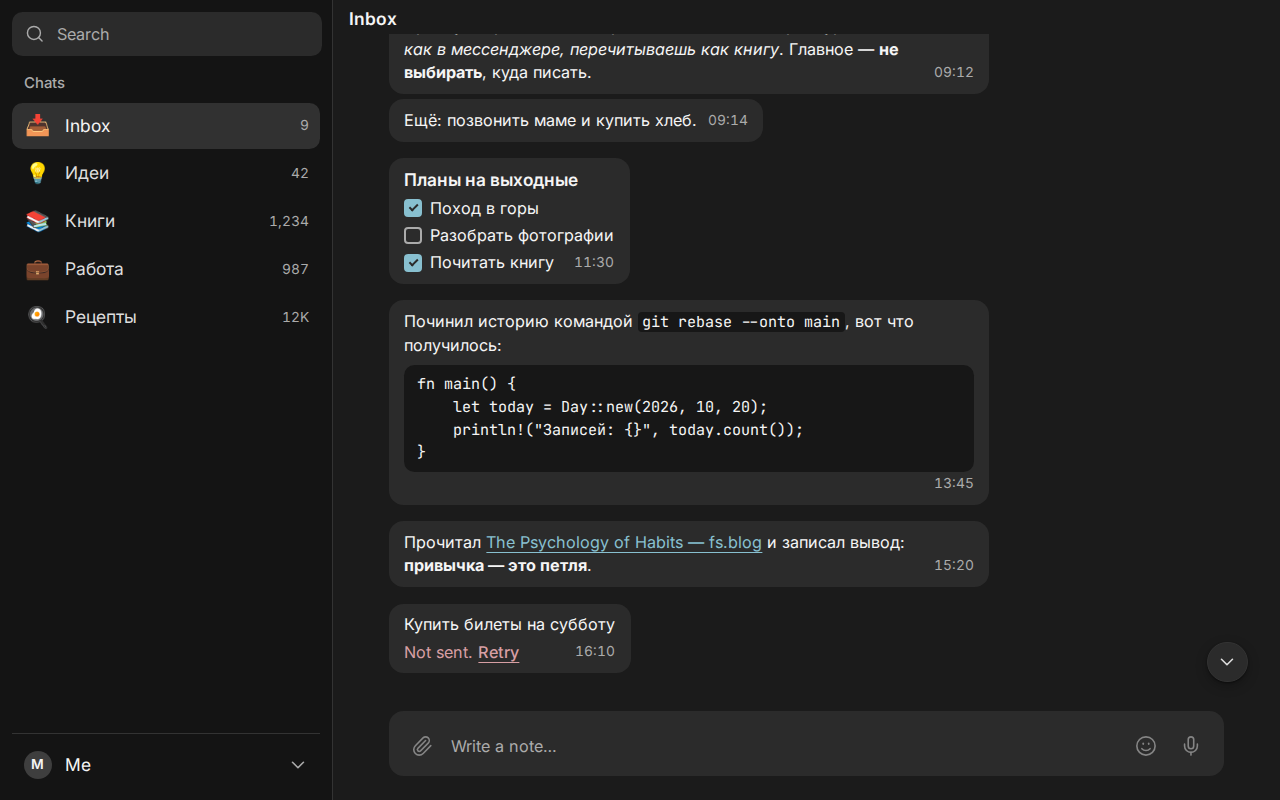 Search
Chats
Inbox 9
Идеи 42
Книги 1,234
Работа 987
Рецепты 12K
M Me
Inbox
как в мессенджере, перечитываешь как книгу. Главное — не
выбирать, куда писать. 09:12
Ещё: позвонить маме и купить хлеб. 09:14
Планы на выходные
Поход в горы
Разобрать фотографии
Почитать книгу 11:30
Починил историю командой git rebase --onto main, вот что
получилось:
fn main() {
    let today = Day::new(2026, 10, 20);
    println!("Записей: {}", today.count());
}
13:45
Прочитал The Psychology of Habits — fs.blog и записал вывод:
привычка — это петля. 15:20
Купить билеты на субботу
Not sent. Retry 16:10
Write a note...